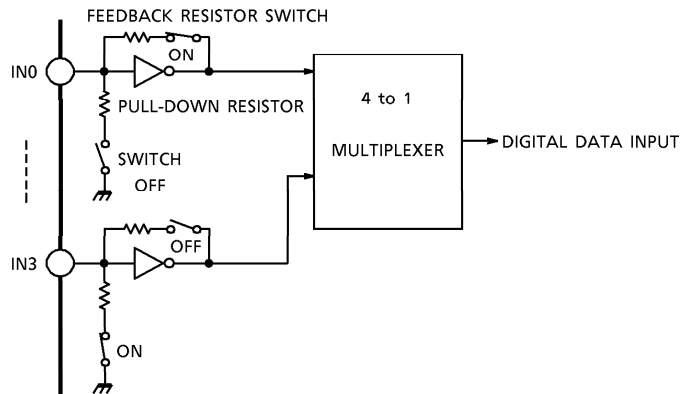 FEEDBACK RESISTOR SWITCH
ON
IN0
PULL-DOWN RESISTOR
SWITCH
OFF
4 to 1
MULTIPLEXER
DIGITAL DATA INPUT
OFF
IN3
ON